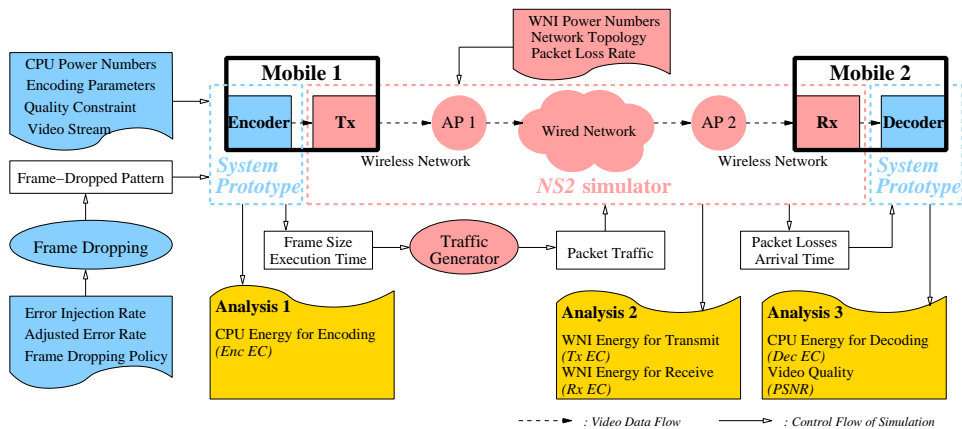 CPU Power Numbers
Encoding Parameters
Quality Constraint
Video Stream
WNI Power Numbers
Network Topology
Packet Loss Rate
Mobile 1
Mobile 2
Encoder
Tx
AP 1
Wired Network
AP 2
Rx
Decoder
Wireless Network
Wireless Network
System
Prototype
NS2 simulator
System
Prototype
Frame−Dropped Pattern
Frame Dropping
Frame Size
Execution Time
Traffic
Generator
Packet Traffic
Packet Losses
Arrival Time
Error Injection Rate
Adjusted Error Rate
Frame Dropping Policy
Analysis 1
CPU Energy for Encoding
(Enc EC)
Analysis 2
WNI Energy for Transmit
(Tx EC)
WNI Energy for Receive
(Rx EC)
Analysis 3
CPU Energy for Decoding
(Dec EC)
Video Quality
(PSNR)
: Video Data Flow
: Control Flow of Simulation